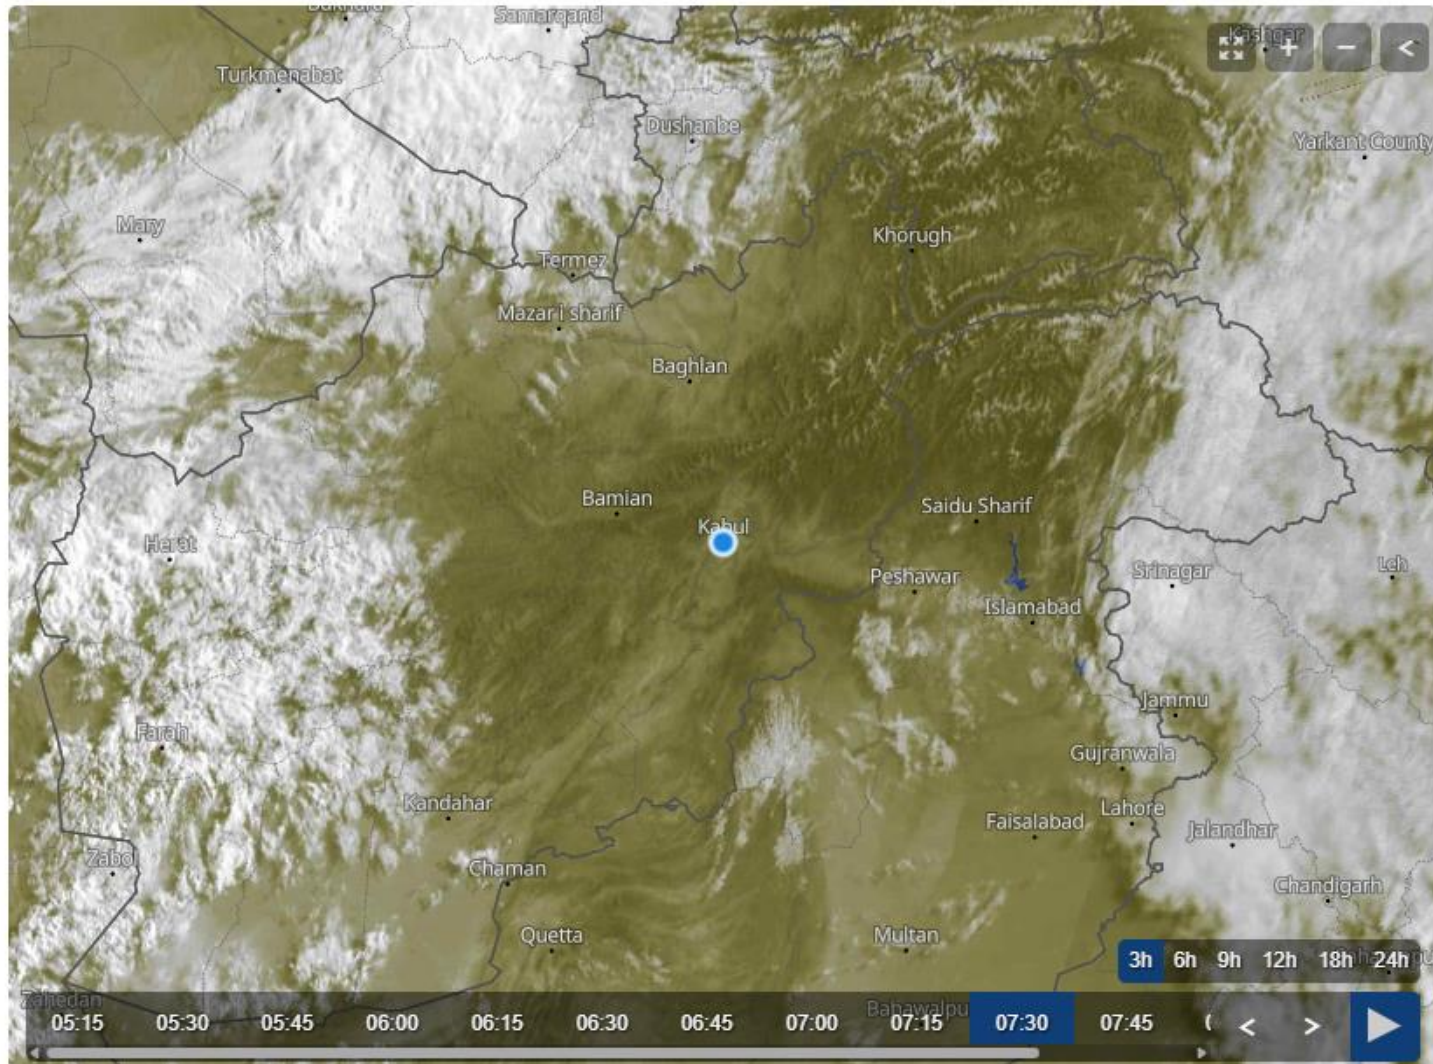 Samarqand
Kashgar
+ − <
Turkmenabat
Dushanbe
Yarkant County
Mary
Khorugh
Termez
Mazar i sharif
Baghlan
Bamian
Saidu Sharif
Kabul
Herat
Peshawar
Srinagar
Leh
Islamabad
Jammu
Farah
Gujranwala
Kandahar
Lahore
Faisalabad
Jalandhar
Zabol
Chaman
Chandigarh
Quetta
Multan
3h 6h 9h 12h 18h 24h
Zahedan
Bahawalpu
05:15 05:30 05:45 06:00 06:15 06:30 06:45 07:00 07:15 07:30 07:45 < >